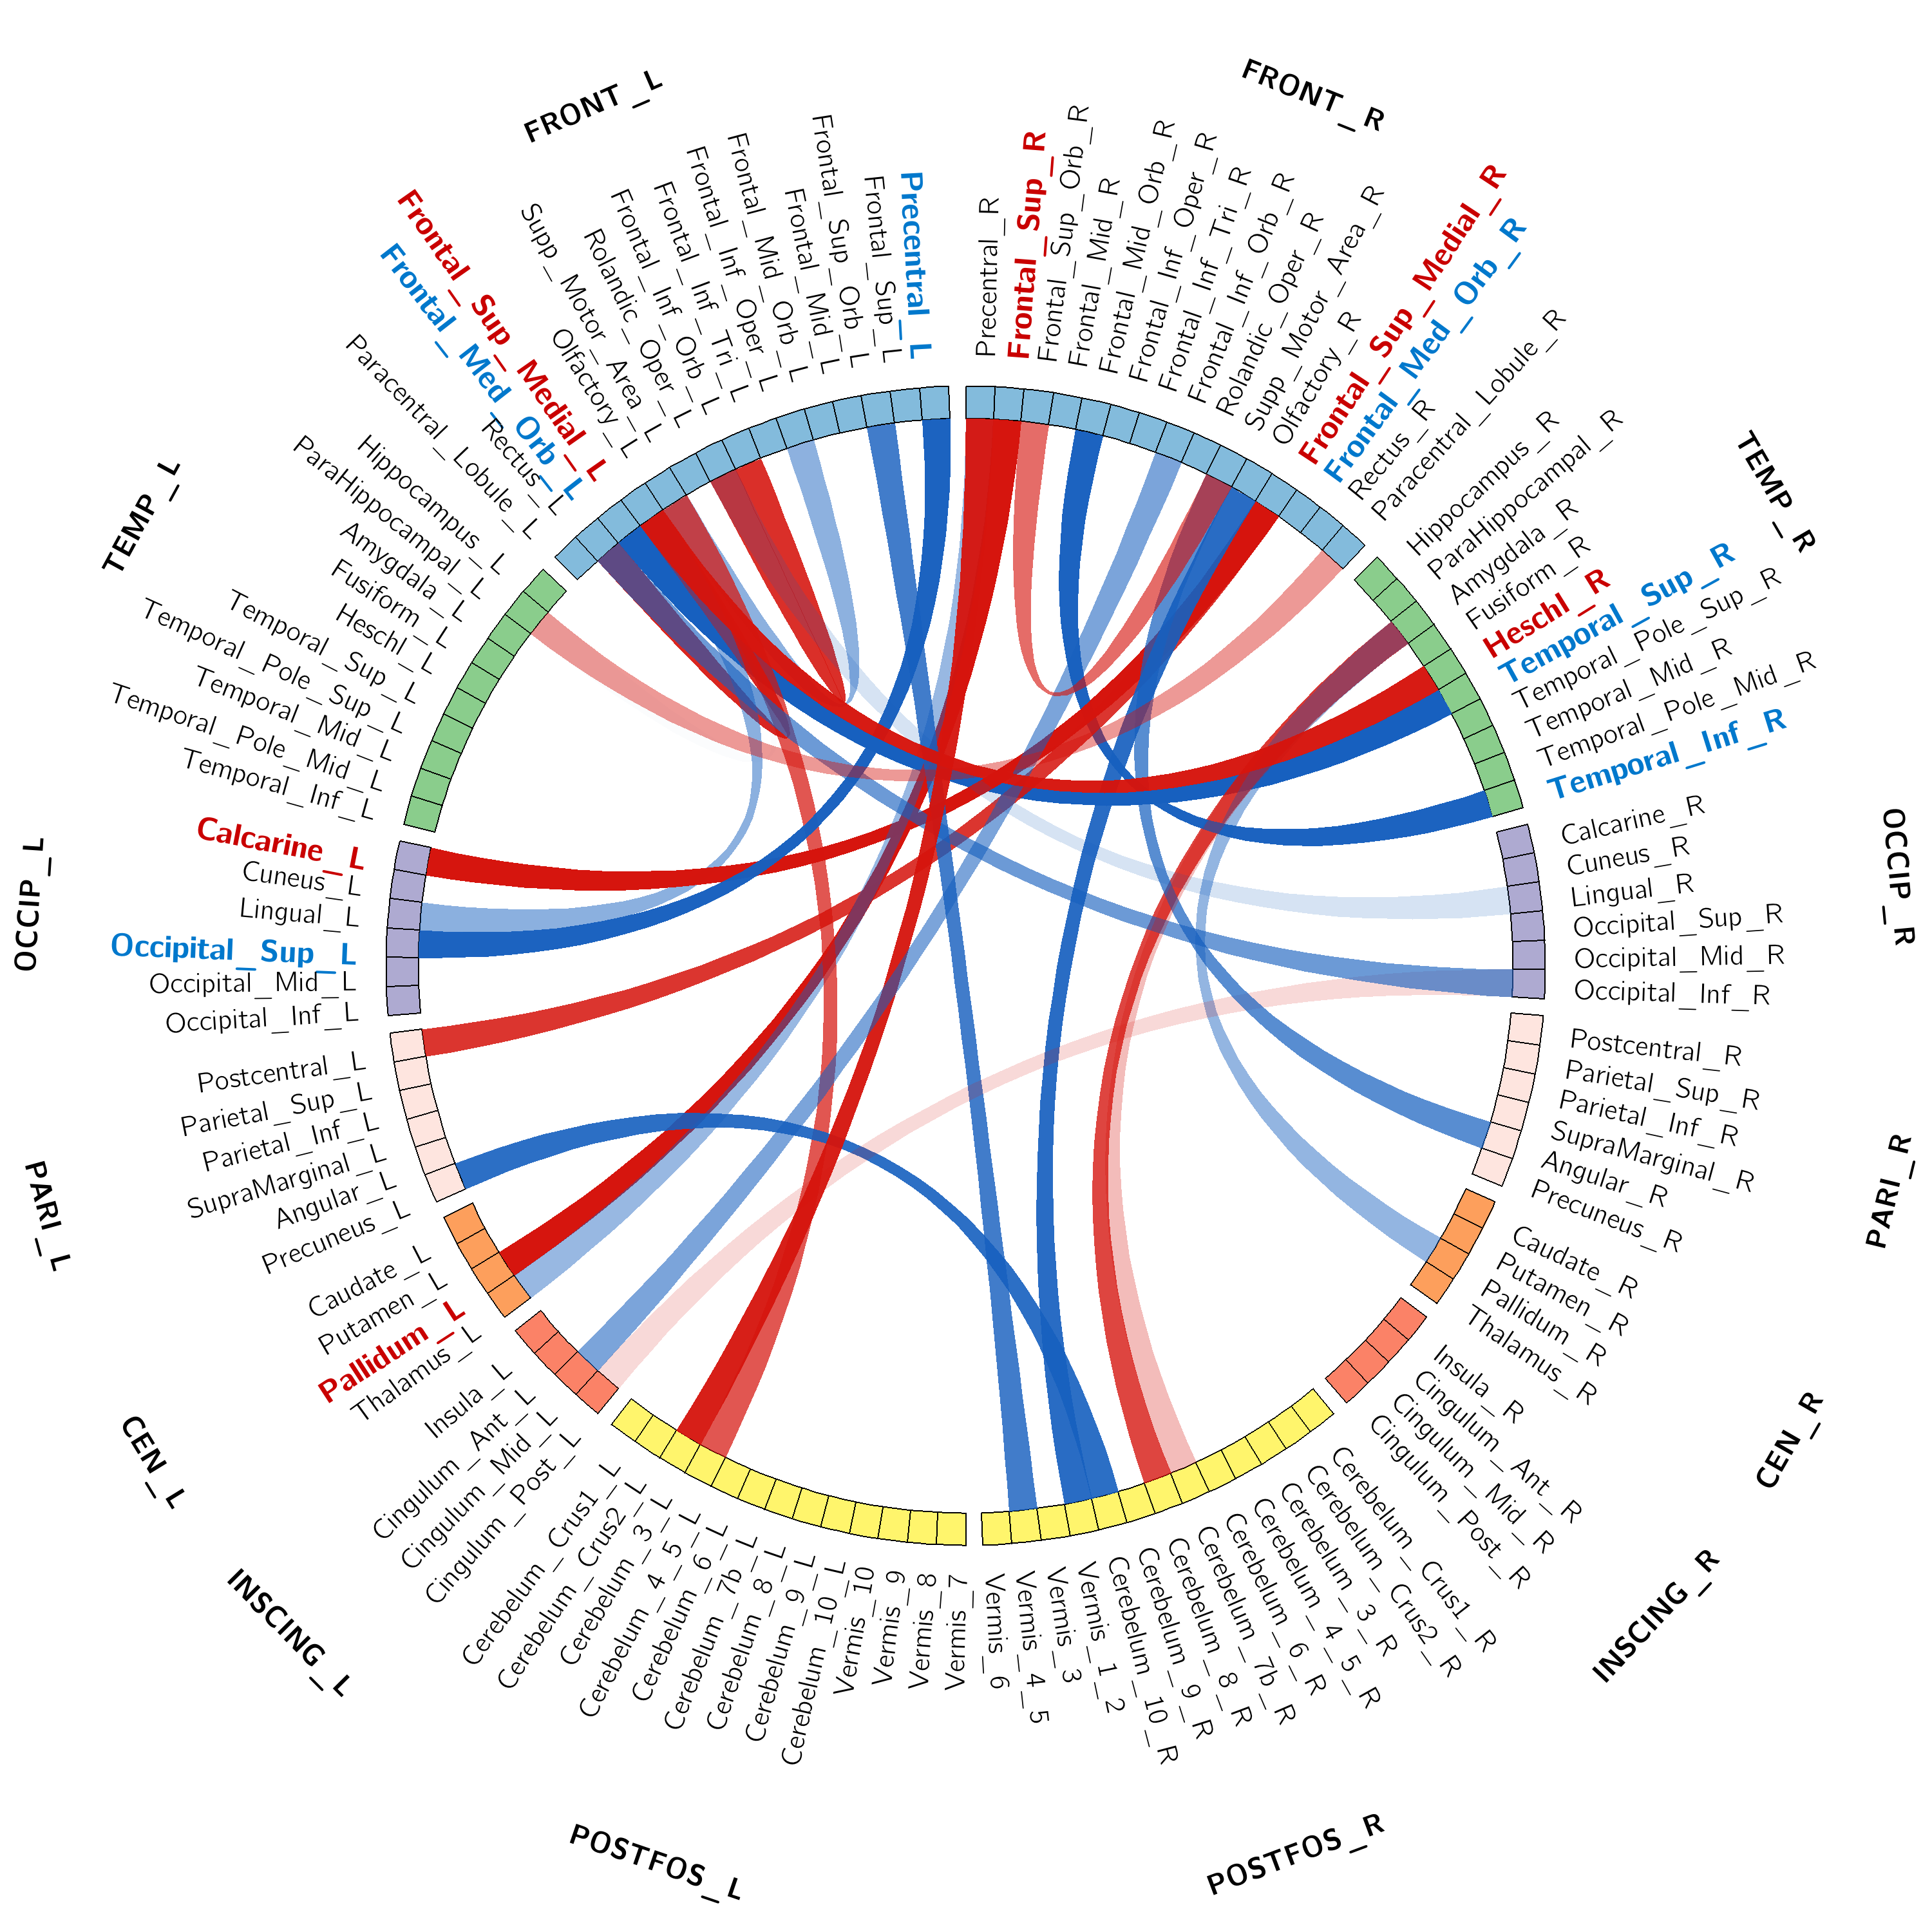 FRONT_L
Precentral_L
Frontal_Sup_L
Frontal_Sup_Orb_L
Frontal_Mid_L
Frontal_Mid_Orb_L
Frontal_Inf_Oper_L
Frontal_Inf_Tri_L
Frontal_Inf_Orb_L
Rolandic_Oper_L
Supp_Motor_Area_L
Olfactory_L
Frontal_Sup_Medial_L
Frontal_Med_Orb_L
Rectus_L
Paracentral_Lobule_L
TEMP_L
Hippocampus_L
ParaHippocampal_L
Amygdala_L
Fusiform_L
Heschl_L
Temporal_Sup_L
Temporal_Pole_Sup_L
Temporal_Mid_L
Temporal_Pole_Mid_L
Temporal_Inf_L
OCCIP_L
Calcarine_L
Cuneus_L
Lingual_L
Occipital_Sup_L
Occipital_Mid_L
Occipital_Inf_L
PARI_L
Postcentral_L
Parietal_Sup_L
Parietal_Inf_L
SupraMarginal_L
Angular_L
Precuneus_L
CEN_L
Caudate_L
Putamen_L
Pallidum_L
Thalamus_L
INSCING_L
Insula_L
Cingulum_Ant_L
Cingulum_Mid_L
Cingulum_Post_L
POSTFOS_L
Cerebelum_Crus1_L
Cerebelum_Crus2_L
Cerebelum_3_L
Cerebelum_4_5_L
Cerebelum_6_L
Cerebelum_7b_L
Cerebelum_8_L
Cerebelum_9_L
Cerebelum_10_L
Vermis_10
Vermis_9
Vermis_8
Vermis_7
FRONT_R
Precentral_R
Frontal_Sup_R
Frontal_Sup_Orb_R
Frontal_Mid_R
Frontal_Mid_Orb_R
Frontal_Inf_Oper_R
Frontal_Inf_Tri_R
Frontal_Inf_Orb_R
Rolandic_Oper_R
Supp_Motor_Area_R
Olfactory_R
Frontal_Sup_Medial_R
Frontal_Med_Orb_R
Rectus_R
Paracentral_Lobule_R
TEMP_R
Hippocampus_R
ParaHippocampal_R
Amygdala_R
Fusiform_R
Heschl_R
Temporal_Sup_R
Temporal_Pole_Sup_R
Temporal_Mid_R
Temporal_Pole_Mid_R
Temporal_Inf_R
OCCIP_R
Calcarine_R
Cuneus_R
Lingual_R
Occipital_Sup_R
Occipital_Mid_R
Occipital_Inf_R
PARI_R
Postcentral_R
Parietal_Sup_R
Parietal_Inf_R
SupraMarginal_R
Angular_R
Precuneus_R
CEN_R
Caudate_R
Putamen_R
Pallidum_R
Thalamus_R
INSCING_R
Insula_R
Cingulum_Ant_R
Cingulum_Mid_R
Cingulum_Post_R
POSTFOS_R
Cerebelum_Crus1_R
Cerebelum_Crus2_R
Cerebelum_3_R
Cerebelum_4_5_R
Cerebelum_6_R
Cerebelum_7b_R
Cerebelum_8_R
Cerebelum_9_R
Cerebelum_10_R
Vermis_1_2
Vermis_3
Vermis_4_5
Vermis_6